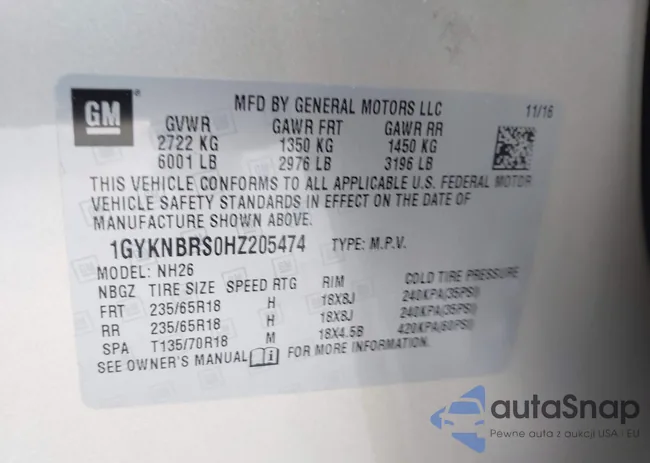 GM
MFD BY GENERAL MOTORS LLC
11/16
GVWR GAWR FRT GAWR RR
2722 KG 1350 KG 1450 KG
6001 LB 2976 LB 3196 LB
THIS VEHICLE CONFORMS TO ALL APPLICABLE U.S. FEDERAL MOTOR
VEHICLE SAFETY STANDARDS IN EFFECT ON THE DATE OF
MANUFACTURE SHOWN ABOVE.
1GYKNBRS0HZ205474 TYPE: M.P.V.
MODEL: NH26
NBGZ TIRE SIZE SPEED RTG RIM COLD TIRE PRESSURE
FRT 235/65R18 H 18X8J 240KPA(35PSI)
RR 235/65R18 H 18X8J 240KPA(35PSI)
SPA T135/70R18 M 18X4.5B 420KPA(60PSI)
SEE OWNER'S MANUAL FOR MORE INFORMATION.
autaSnap
Pewne auta z aukcji USA - EU